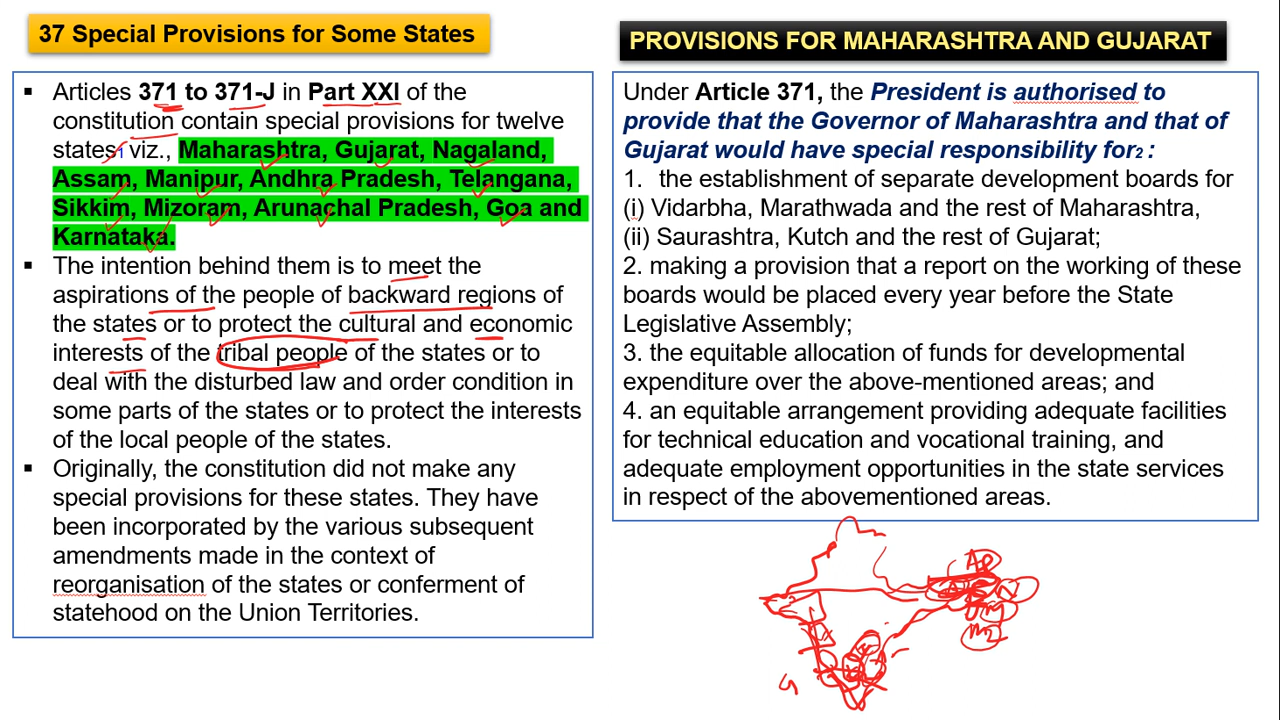 37 Special Provisions for Some States
▪ Articles 371 to 371-J in Part XXI of the
constitution contain special provisions for twelve
states1 viz., Maharashtra, Gujarat, Nagaland,
Assam, Manipur, Andhra Pradesh, Telangana,
Sikkim, Mizoram, Arunachal Pradesh, Goa and
Karnataka.
▪ The intention behind them is to meet the
aspirations of the people of backward regions of
the states or to protect the cultural and economic
interests of the tribal people of the states or to
deal with the disturbed law and order condition in
some parts of the states or to protect the interests
of the local people of the states.
▪ Originally, the constitution did not make any
special provisions for these states. They have
been incorporated by the various subsequent
amendments made in the context of
reorganisation of the states or conferment of
statehood on the Union Territories.
PROVISIONS FOR MAHARASHTRA AND GUJARAT
Under Article 371, the President is authorised to
provide that the Governor of Maharashtra and that of
Gujarat would have special responsibility for2 :
1. the establishment of separate development boards for
(i) Vidarbha, Marathwada and the rest of Maharashtra,
(ii) Saurashtra, Kutch and the rest of Gujarat;
2. making a provision that a report on the working of these
boards would be placed every year before the State
Legislative Assembly;
3. the equitable allocation of funds for developmental
expenditure over the above-mentioned areas; and
4. an equitable arrangement providing adequate facilities
for technical education and vocational training, and
adequate employment opportunities in the state services
in respect of the abovementioned areas.
AP
N
Mz
G